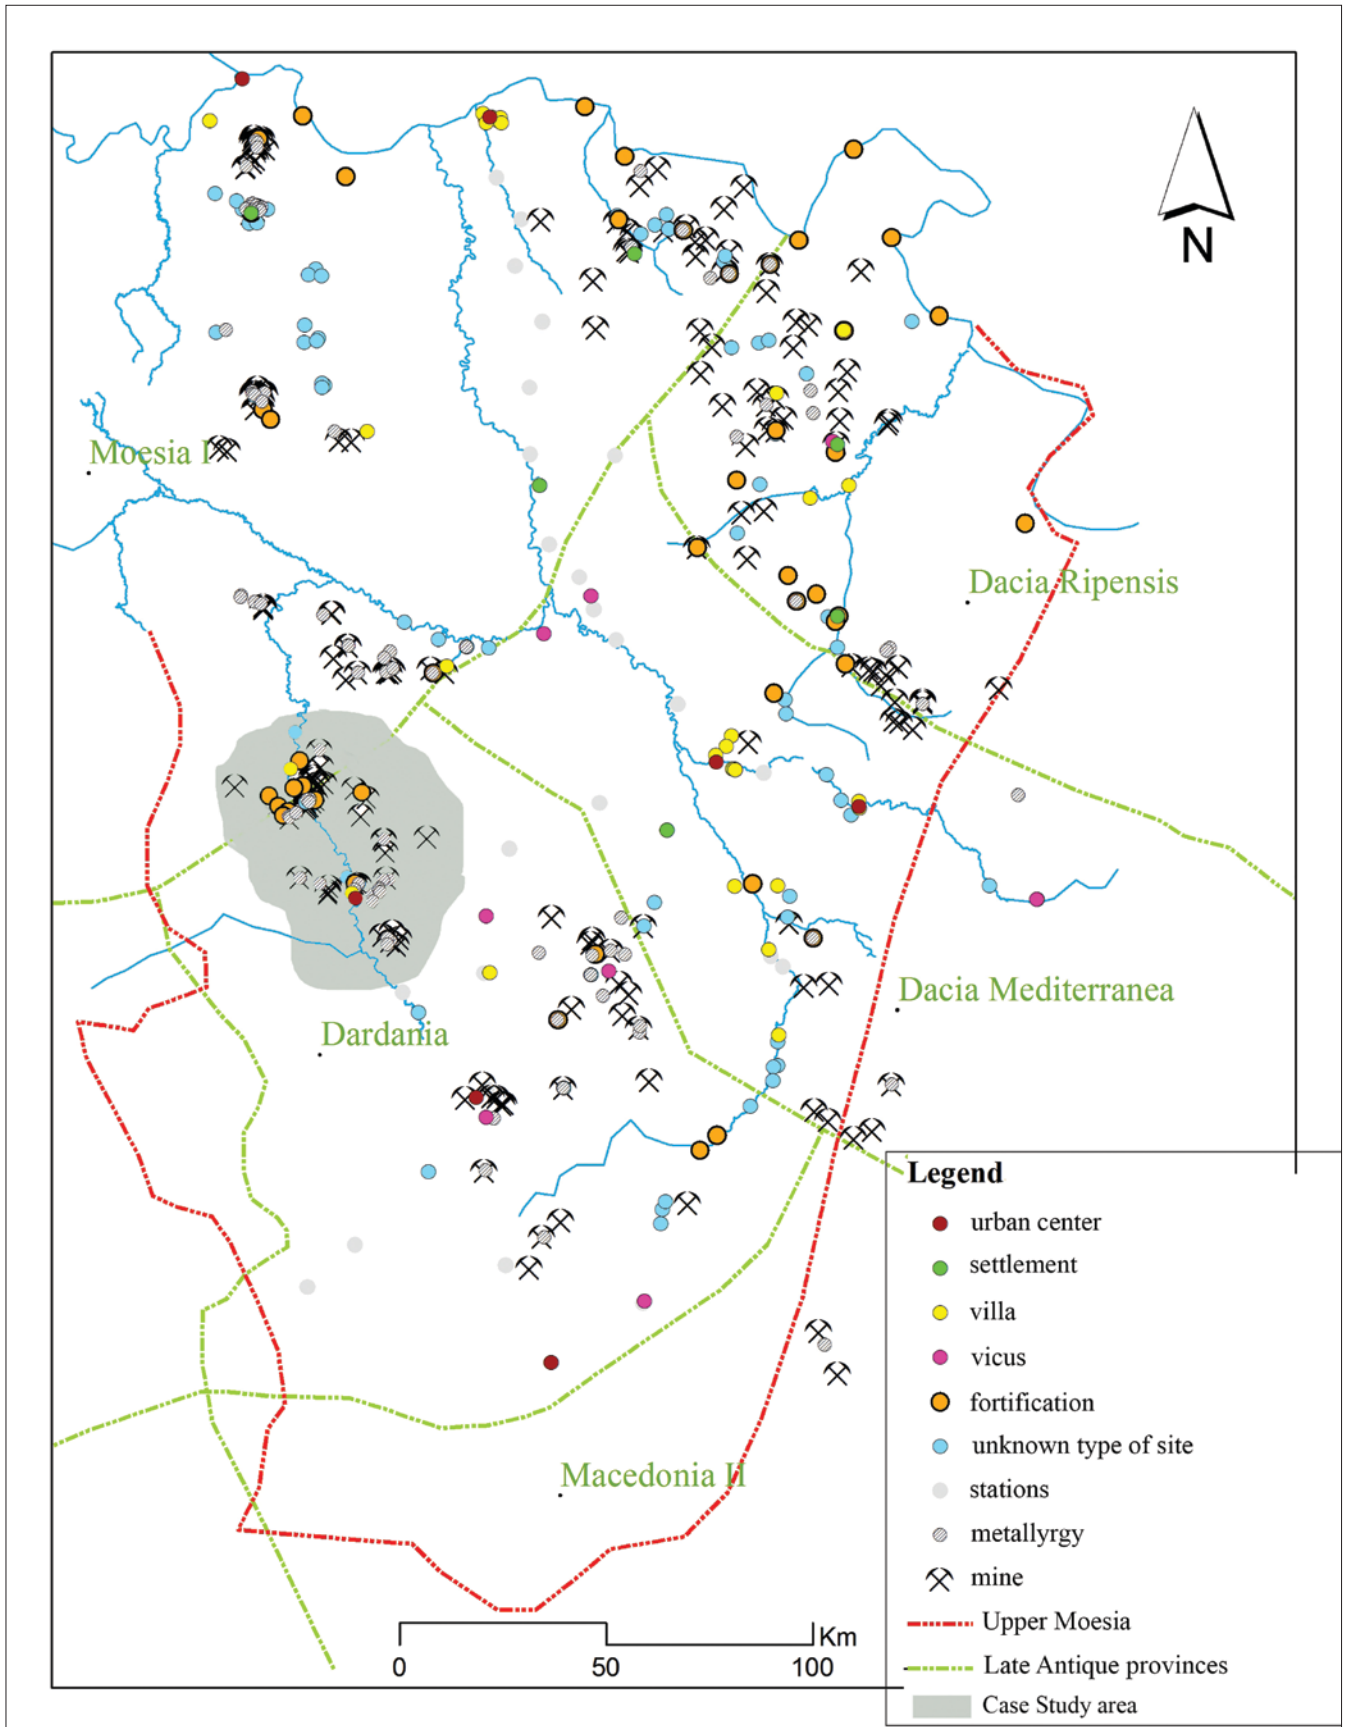 N
Moesia I
Dacia Ripensis
Dacia Mediterranea
Dardania
Macedonia II
Legend
urban center
settlement
villa
vicus
fortification
unknown type of site
stations
metallyrgy
mine
Upper Moesia
Late Antique provinces
Case Study area
Km
0 50 100